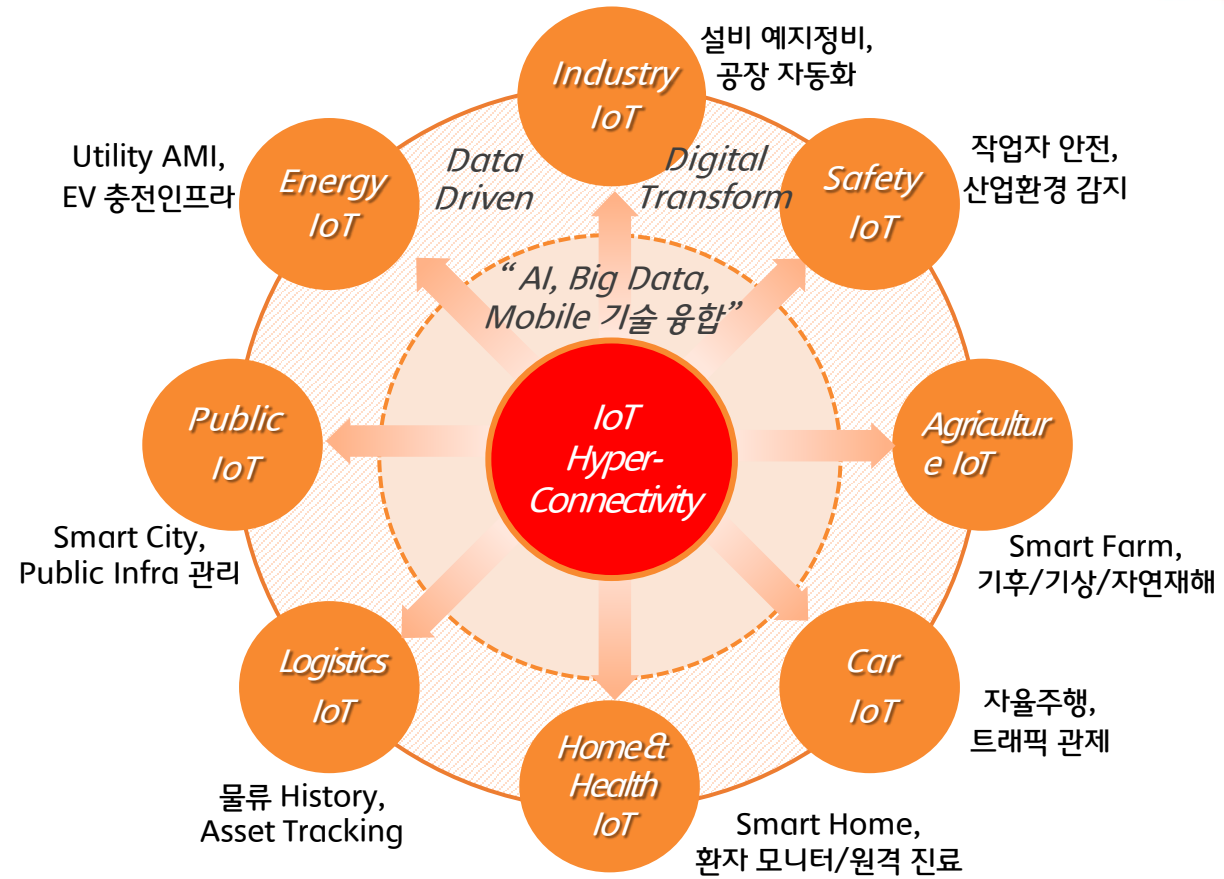 Industry
IoT
설비 예지정비,
공장 자동화
Safety
IoT
작업자 안전,
산업환경 감지
Agricultur
e IoT
Smart Farm,
기후/기상/자연재해
Car
IoT
자율주행,
트래픽 관제
Home&
Health
IoT
Smart Home,
환자 모니터/원격 진료
Logistics
IoT
물류 History,
Asset Tracking
Public
IoT
Smart City,
Public Infra 관리
Energy
IoT
Utility AMI,
EV 충전인프라
Data
Driven
Digital
Transform
“ AI, Big Data,
Mobile 기술 융합”
IoT
Hyper-
Connectivity